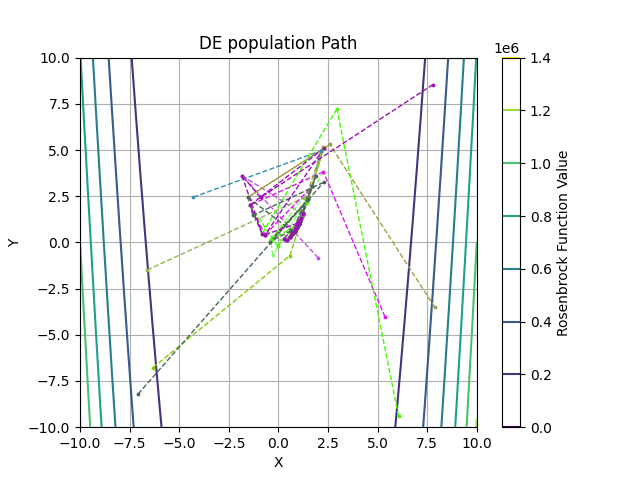 DE population Path
1e6
10.0
7.5
5.0
2.5
0.0
−2.5
−5.0
−7.5
−10.0
Y
−10.0 −7.5 −5.0 −2.5 0.0 2.5 5.0 7.5 10.0
X
1.4
1.2
1.0
0.8
0.6
0.4
0.2
0.0
Rosenbrock Function Value